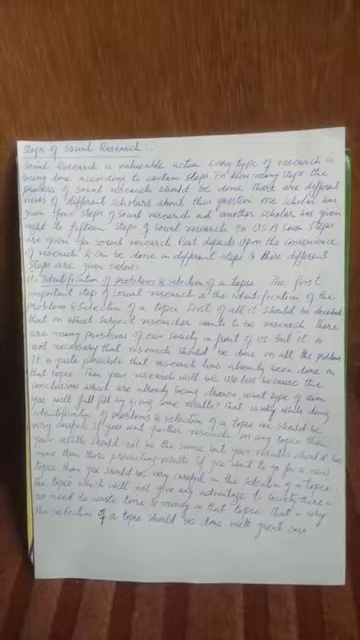 Steps of Social Research :-
Social Research is valueable action every type of research is
being done according to certain steps In how many steps the
process of social research should be done There are different
views of different scholars about this question One scholar has
given four steps of social research and another scholar has given
eight to fifteen steps of social research In U.S.A seven steps
are given for social research But depends upon the convenience
of research & can be done in different steps & these different
steps are given below:
Identification of problems & selection of a topic The first
important step of social research is the identification of the
problems & selection of a topic First of all it should be decided
that in which subject researcher wants to be research There
are many problems of our society in front of us But it is
not necessary that research should be done on all the problems
It is quite possible that research has already been done on
that topic Then your research will be useless because the
conclusion which are already being drawn, what type of aim
you will full fill by giving same results? That is why while doing
identification of problems & selection of a topic one should be
very careful if you want further research on any topic then
your results should not be the same but your results should be
more than those preceding results if you want to go for a new
topic then you should be very careful in the selection of a topic.
The topic which will not give any advantage to society there is
no need to waste time & money on that topic That is why
the selection of a topic should be done with great care